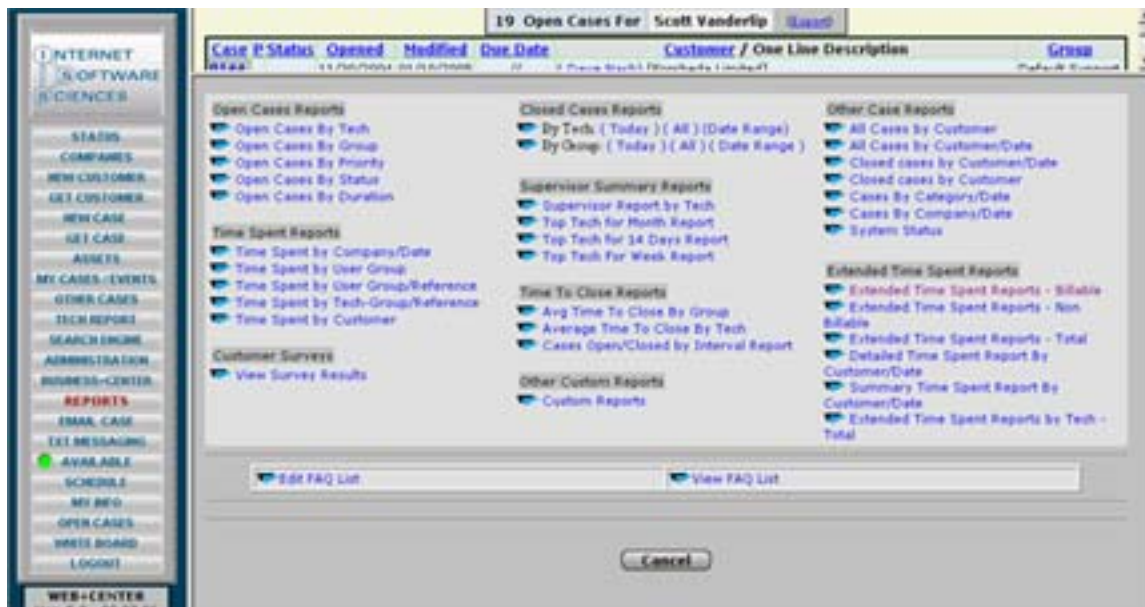 19 Open Cases For Scott Vanderlip (Logout)
Case P Status Opened Modified Due Date Customer / One Line Description Group
INTERNET
SOFTWARE
SCIENCES
STATUS
COMPANIES
NEW CUSTOMER
GET CUSTOMER
NEW CASE
GET CASE
ASSETS
MY CASES / EVENTS
OTHER CASES
TECH REPORT
SEARCH ENGINE
ADMINISTRATION
BUSINESS-CENTER
REPORTS
EMAIL CASE
TXT MESSAGING
AVAILABLE
SCHEDULE
MY INFO
OPEN CASES
WHITE BOARD
LOGOUT
WEB+CENTER
Open Cases Reports
Open Cases By Tech
Open Cases By Group
Open Cases By Priority
Open Cases By Status
Open Cases By Duration
Time Spent Reports
Time Spent by Company/Date
Time Spent by User Group
Time Spent by User Group/Reference
Time Spent by Tech-Group/Reference
Time Spent by Customer
Customer Surveys
View Survey Results
Closed Cases Reports
By Tech: ( Today ) ( All ) (Date Range)
By Group: ( Today ) ( All ) ( Date Range )
Supervisor Summary Reports
Supervisor Report by Tech
Top Tech for Month Report
Top Tech for 14 Days Report
Top Tech For Week Report
Time To Close Reports
Avg Time To Close By Group
Average Time To Close By Tech
Cases Open/Closed by Interval Report
Other Custom Reports
Custom Reports
Other Case Reports
All Cases by Customer
All Cases by Customer/Date
Closed cases by Customer/Date
Closed cases by Customer
Cases By Category/Date
Cases By Company/Date
System Status
Extended Time Spent Reports
Extended Time Spent Reports - Billable
Extended Time Spent Reports - Non
Billable
Extended Time Spent Reports - Total
Detailed Time Spent Report By
Customer/Date
Summary Time Spent Report By
Customer/Date
Extended Time Spent Reports by Tech -
Total
Edit FAQ List
View FAQ List
Cancel